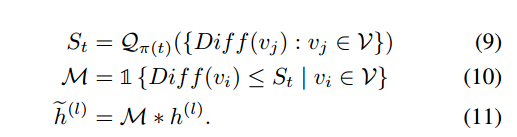 S_t = Q_{π(t)}({Diff(v_j) : v_j ∈ V}) (9)
M = 𝟙 {Diff(v_i) ≤ S_t | v_i ∈ V} (10)
h̃^{(l)} = M ∗ h^{(l)}. (11)